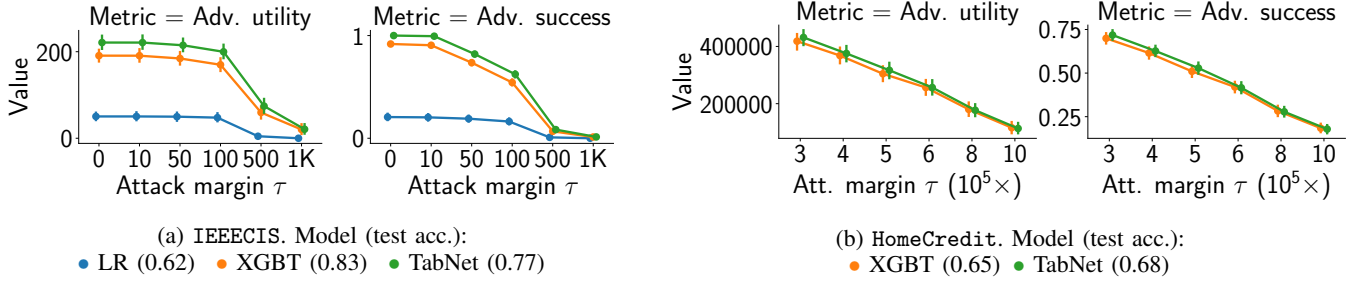 Metric = Adv. utility
Metric = Adv. success
Value
200
0
1
0
0 10 50 100 500 1K
0 10 50 100 500 1K
Attack margin τ
Attack margin τ
(a) IEEECIS. Model (test acc.):
LR (0.62) XGBT (0.83) TabNet (0.77)
Metric = Adv. utility
Metric = Adv. success
Value
400000
200000
0.75
0.50
0.25
3 4 5 6 8 10
3 4 5 6 8 10
Att. margin τ (10⁵×)
Att. margin τ (10⁵×)
(b) HomeCredit. Model (test acc.):
XGBT (0.65) TabNet (0.68)